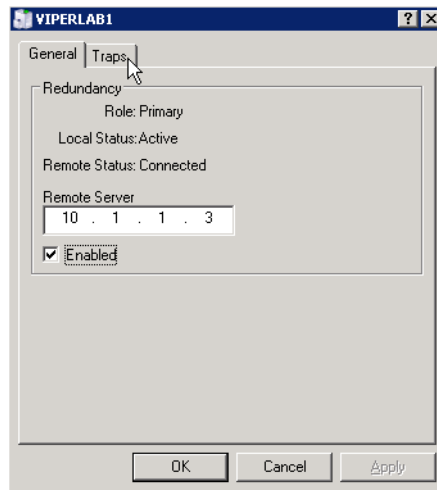 VIPERLAB1
General Traps
Redundancy
Role: Primary
Local Status: Active
Remote Status: Connected
Remote Server
10 . 1 . 1 . 3
Enabled
OK Cancel Apply